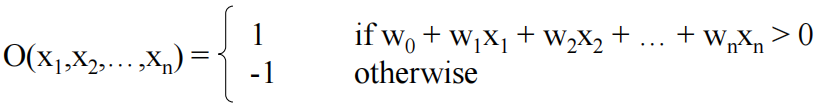 O(x₁,x₂,…,xₙ) = { 1 if w₀ + w₁x₁ + w₂x₂ + … + wₙxₙ > 0
-1 otherwise